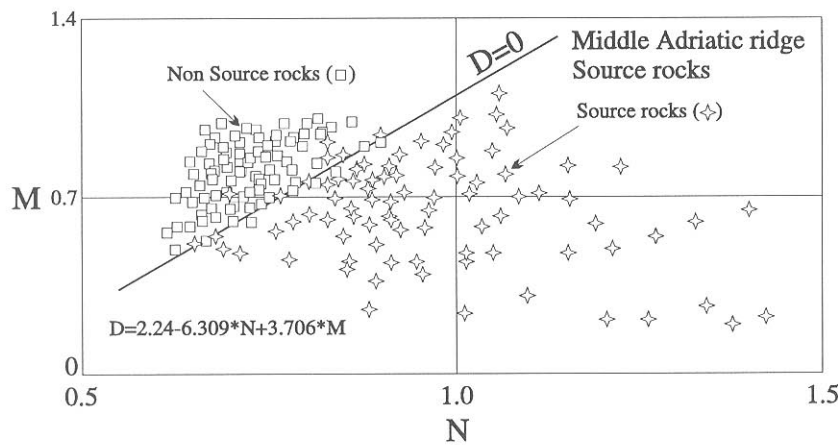 1.4
D=0
Middle Adriatic ridge
Source rocks
Non Source rocks (□)
Source rocks (✧)
M
0.7
D=2.24-6.309*N+3.706*M
0
0.5
1.0
1.5
N